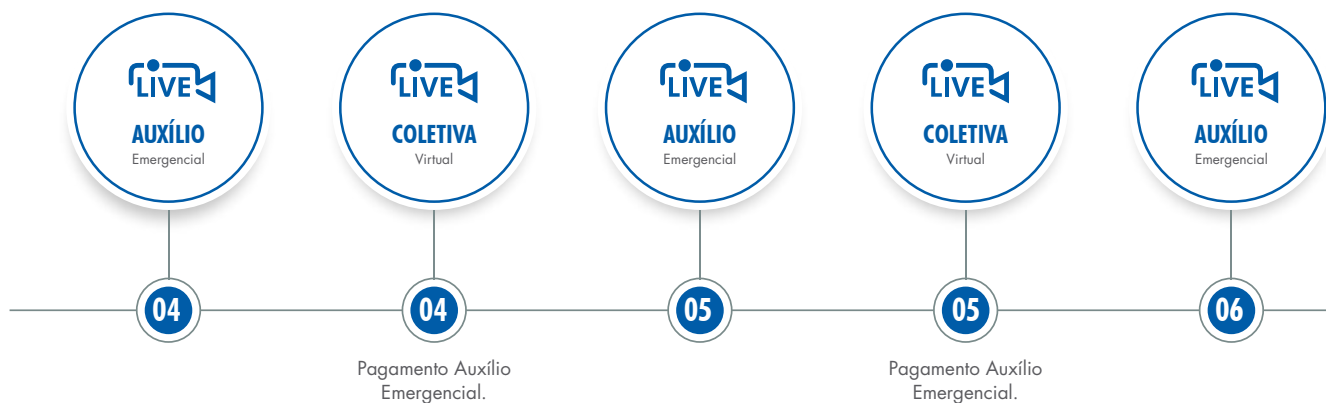 LIVE
AUXÍLIO
Emergencial
04
LIVE
COLETIVA
Virtual
04
Pagamento Auxílio
Emergencial.
LIVE
AUXÍLIO
Emergencial
05
LIVE
COLETIVA
Virtual
05
Pagamento Auxílio
Emergencial.
LIVE
AUXÍLIO
Emergencial
06